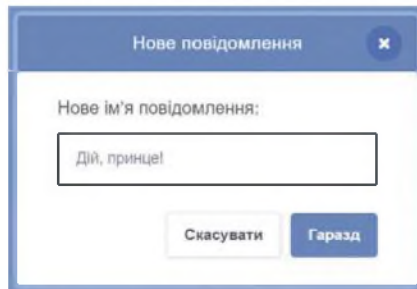 Нове повідомлення
Нове ім'я повідомлення:
Дій, принце!
Скасувати Гаразд